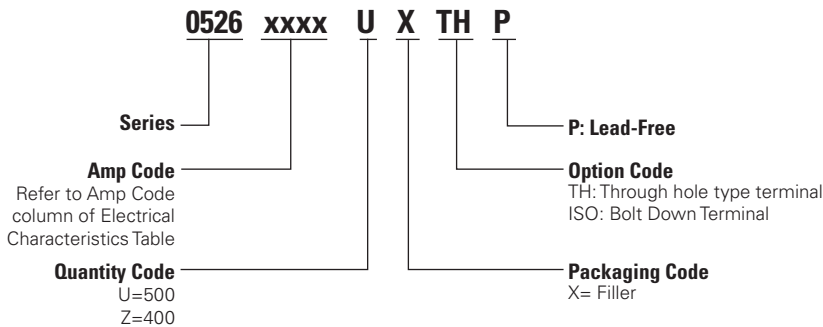 0526 xxxx U X TH P
Series
Amp Code
Refer to Amp Code
column of Electrical
Characteristics Table
Quantity Code
U=500
Z=400
P: Lead-Free
Option Code
TH: Through hole type terminal
ISO: Bolt Down Terminal
Packaging Code
X= Filler